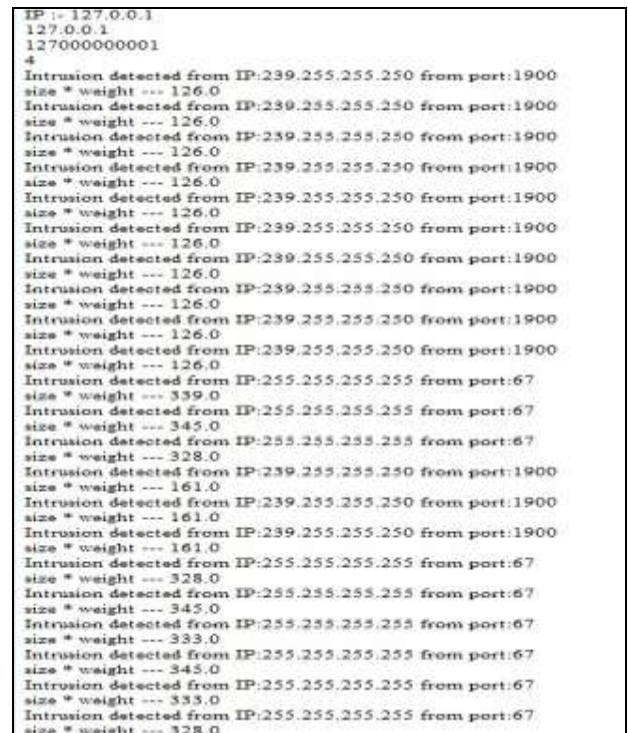 IP :- 127.0.0.1
127.0.0.1
127000000001
4
Intrusion detected from IP:239.255.255.250 from port:1900
size * weight --- 126.0
Intrusion detected from IP:239.255.255.250 from port:1900
size * weight --- 126.0
Intrusion detected from IP:239.255.255.250 from port:1900
size * weight --- 126.0
Intrusion detected from IP:239.255.255.250 from port:1900
size * weight --- 126.0
Intrusion detected from IP:239.255.255.250 from port:1900
size * weight --- 126.0
Intrusion detected from IP:239.255.255.250 from port:1900
size * weight --- 126.0
Intrusion detected from IP:239.255.255.250 from port:1900
size * weight --- 126.0
Intrusion detected from IP:239.255.255.250 from port:1900
size * weight --- 126.0
Intrusion detected from IP:239.255.255.250 from port:1900
size * weight --- 126.0
Intrusion detected from IP:239.255.255.250 from port:1900
size * weight --- 126.0
Intrusion detected from IP:255.255.255.255 from port:67
size * weight --- 339.0
Intrusion detected from IP:255.255.255.255 from port:67
size * weight --- 345.0
Intrusion detected from IP:255.255.255.255 from port:67
size * weight --- 328.0
Intrusion detected from IP:239.255.255.250 from port:1900
size * weight --- 161.0
Intrusion detected from IP:239.255.255.250 from port:1900
size * weight --- 161.0
Intrusion detected from IP:239.255.255.250 from port:1900
size * weight --- 161.0
Intrusion detected from IP:255.255.255.255 from port:67
size * weight --- 328.0
Intrusion detected from IP:255.255.255.255 from port:67
size * weight --- 345.0
Intrusion detected from IP:255.255.255.255 from port:67
size * weight --- 333.0
Intrusion detected from IP:255.255.255.255 from port:67
size * weight --- 345.0
Intrusion detected from IP:255.255.255.255 from port:67
size * weight --- 333.0
Intrusion detected from IP:255.255.255.255 from port:67
size * weight --- 328.0